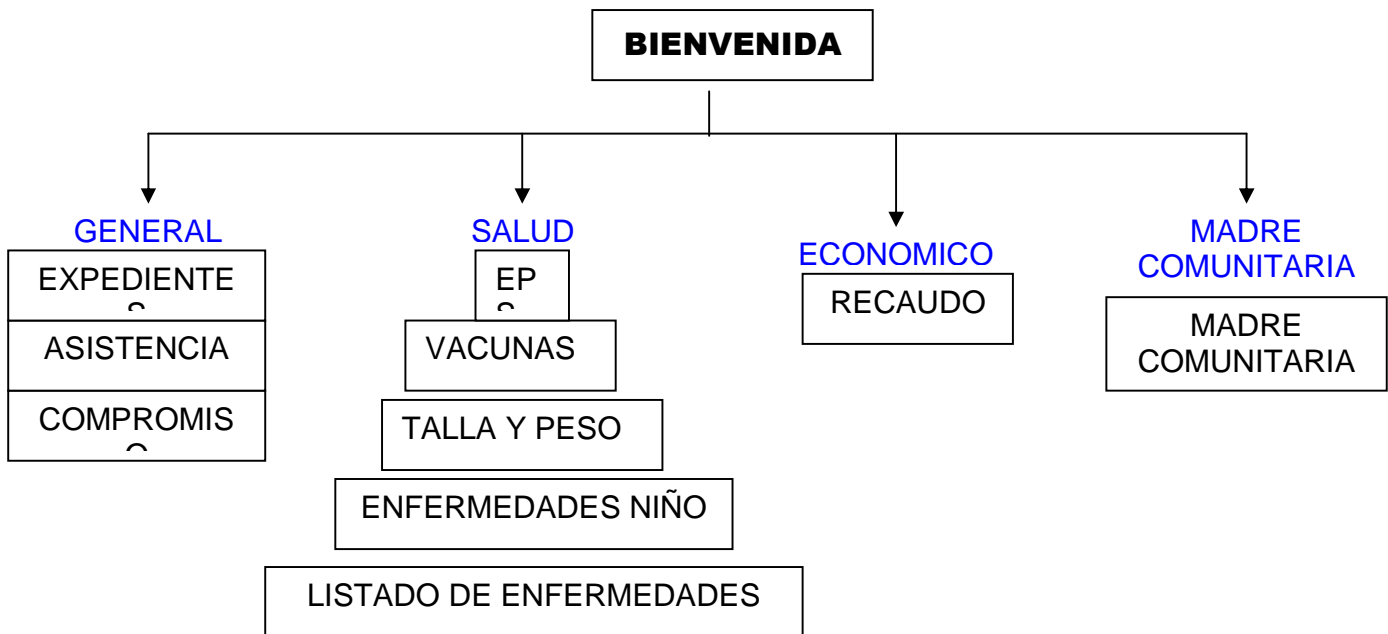 BIENVENIDA
GENERAL
EXPEDIENTE
S
ASISTENCIA
COMPROMIS
O
SALUD
EP
S
VACUNAS
TALLA Y PESO
ENFERMEDADES NIÑO
LISTADO DE ENFERMEDADES
ECONOMICO
RECAUDO
MADRE
COMUNITARIA
MADRE
COMUNITARIA